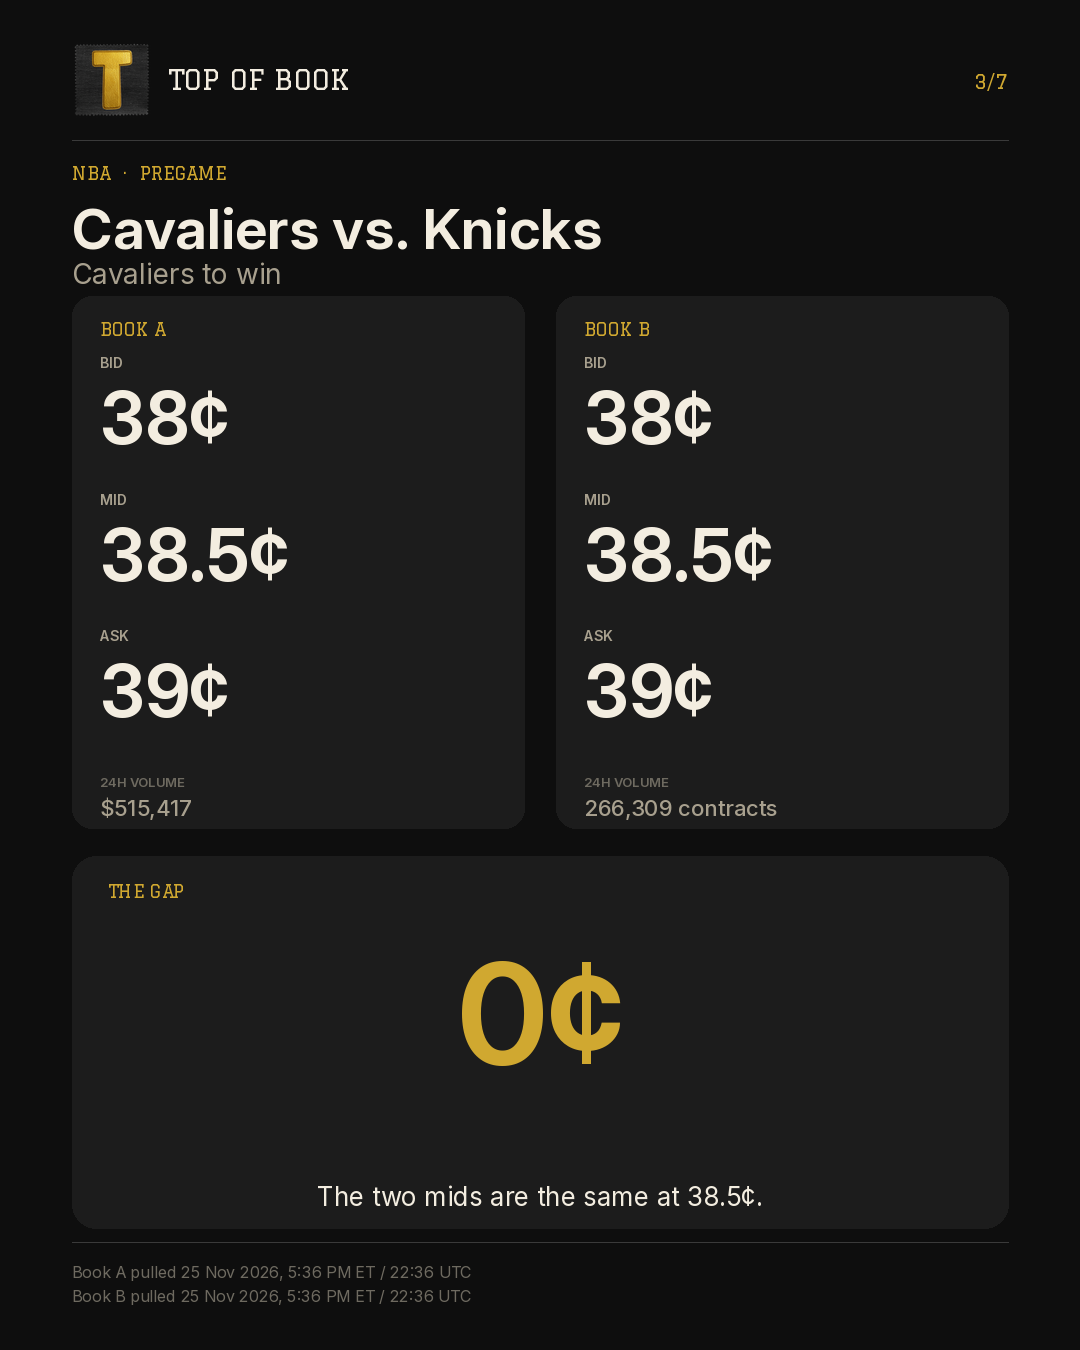 T
TOP OF BOOK
3/7
NBA · PREGAME
Cavaliers vs. Knicks
Cavaliers to win
BOOK A
BID
38¢
MID
38.5¢
ASK
39¢
24H VOLUME
$515,417
BOOK B
BID
38¢
MID
38.5¢
ASK
39¢
24H VOLUME
266,309 contracts
THE GAP
0¢
The two mids are the same at 38.5¢.
Book A pulled 25 Nov 2026, 5:36 PM ET / 22:36 UTC
Book B pulled 25 Nov 2026, 5:36 PM ET / 22:36 UTC